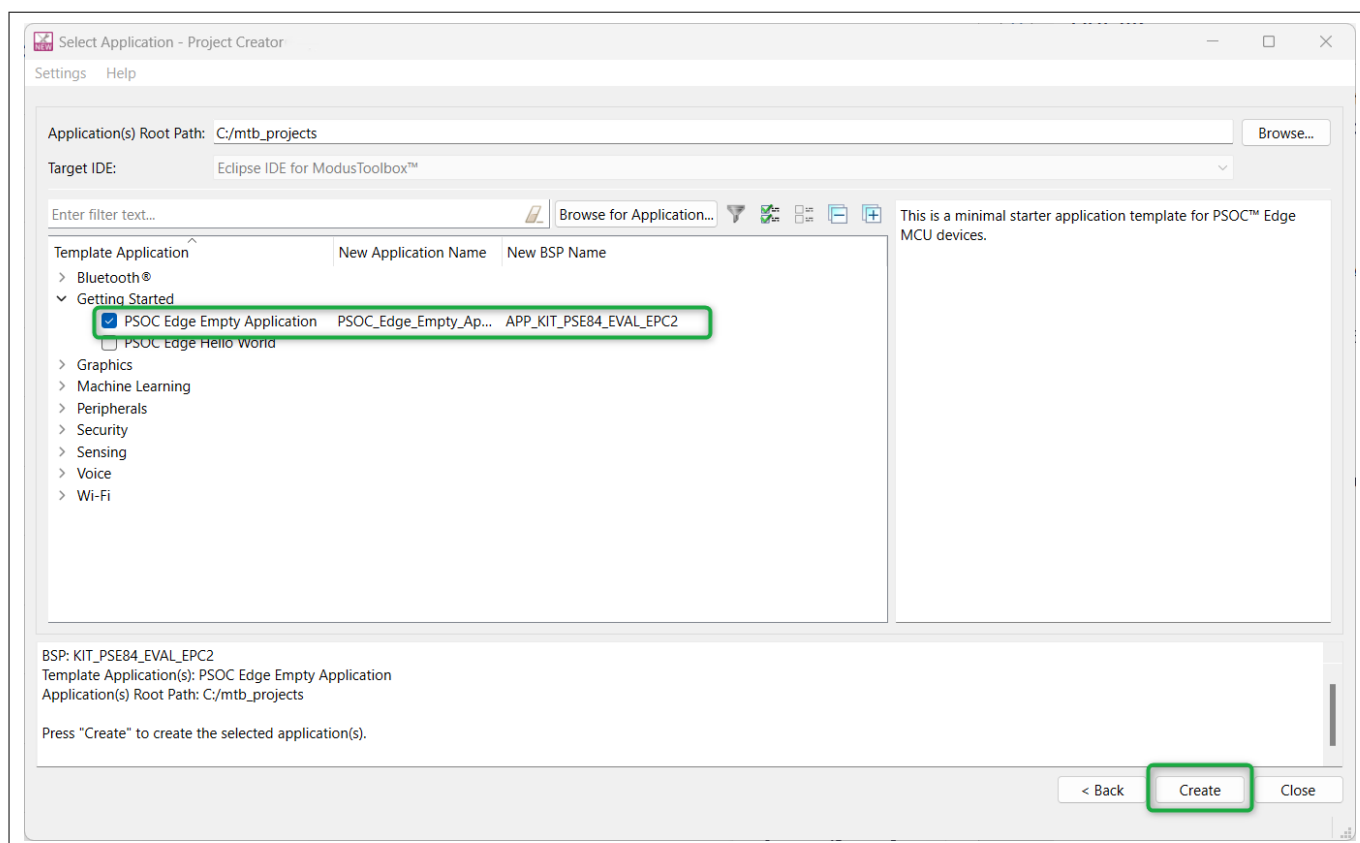 NEW Select Application - Project Creator
Settings Help
Application(s) Root Path: C:/mtb_projects Browse...
Target IDE: Eclipse IDE for ModusToolbox™
Enter filter text... Browse for Application...
This is a minimal starter application template for PSOC™ Edge
MCU devices.
Template Application New Application Name New BSP Name
Bluetooth®
Getting Started
PSOC Edge Empty Application PSOC_Edge_Empty_Ap... APP_KIT_PSE84_EVAL_EPC2
PSOC Edge Hello World
Graphics
Machine Learning
Peripherals
Security
Sensing
Voice
Wi-Fi
BSP: KIT_PSE84_EVAL_EPC2
Template Application(s): PSOC Edge Empty Application
Application(s) Root Path: C:/mtb_projects
Press "Create" to create the selected application(s).
< Back Create Close